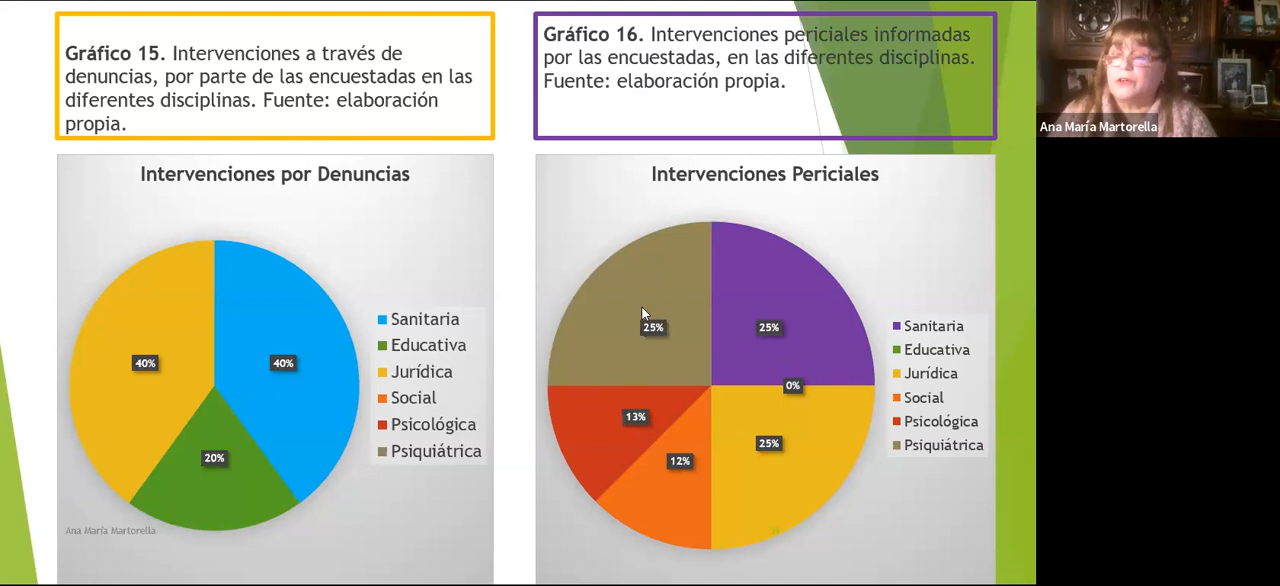 Gráfico 15. Intervenciones a través de
denuncias, por parte de las encuestadas en las
diferentes disciplinas. Fuente: elaboración
propia.
Gráfico 16. Intervenciones periciales informadas
por las encuestadas, en las diferentes disciplinas.
Fuente: elaboración propia.
Ana María Martorella
Intervenciones por Denuncias
40%
40%
20%
Sanitaria
Educativa
Jurídica
Social
Psicológica
Psiquiátrica
Ana María Martorella
Intervenciones Periciales
25%
25%
0%
13%
25%
12%
Sanitaria
Educativa
Jurídica
Social
Psicológica
Psiquiátrica